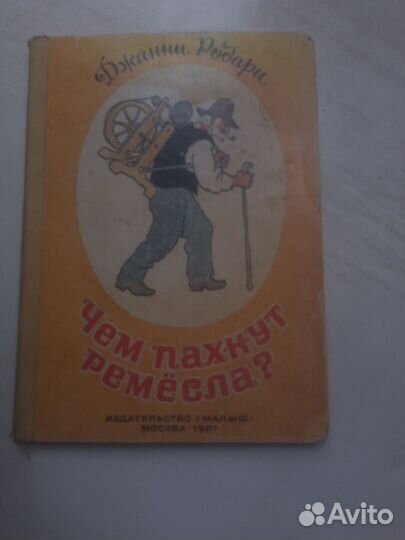 Джанни Родари
Чем пахнут
ремёсла?
ИЗДАТЕЛЬСТВО «МАЛЫШ»
МОСКВА 1987
Avito